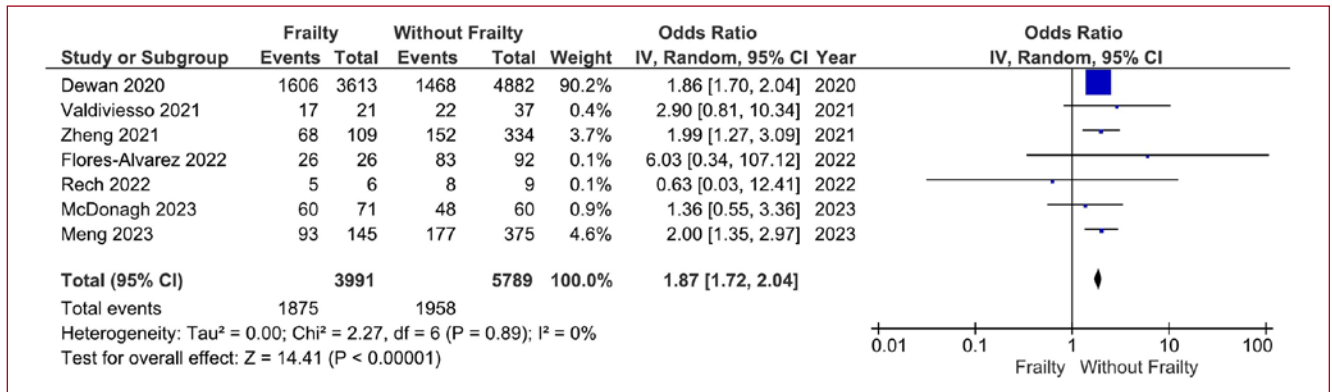 Frailty Without Frailty Odds Ratio Odds Ratio
Study or Subgroup Events Total Events Total Weight IV, Random, 95% CI Year IV, Random, 95% CI
Dewan 2020 1606 3613 1468 4882 90.2% 1.86 [1.70, 2.04] 2020
Valdiviesso 2021 17 21 22 37 0.4% 2.90 [0.81, 10.34] 2021
Zheng 2021 68 109 152 334 3.7% 1.99 [1.27, 3.09] 2021
Flores-Alvarez 2022 26 26 83 92 0.1% 6.03 [0.34, 107.12] 2022
Rech 2022 5 6 8 9 0.1% 0.63 [0.03, 12.41] 2022
McDonagh 2023 60 71 48 60 0.9% 1.36 [0.55, 3.36] 2023
Meng 2023 93 145 177 375 4.6% 2.00 [1.35, 2.97] 2023
Total (95% CI) 3991 5789 100.0% 1.87 [1.72, 2.04]
Total events 1875 1958
Heterogeneity: Tau² = 0.00; Chi² = 2.27, df = 6 (P = 0.89); I² = 0%
Test for overall effect: Z = 14.41 (P < 0.00001)
0.01 0.1 1 10 100
Frailty Without Frailty